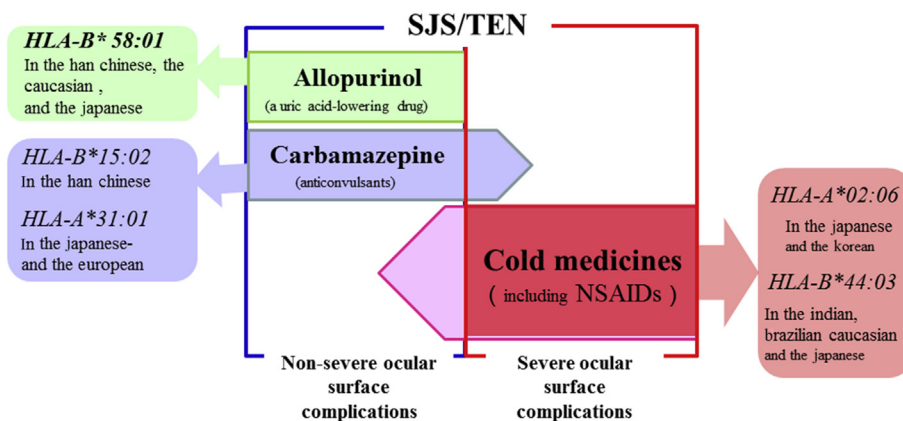 SJS/TEN
HLA-B* 58:01
In the han chinese, the
caucasian ,
and the japanese
Allopurinol
(a uric acid-lowering drug)
HLA-B*15:02
In the han chinese
HLA-A*31:01
In the japanese-
and the european
Carbamazepine
(anticonvulsants)
Cold medicines
( including NSAIDs )
HLA-A*02:06
In the japanese
and the korean
HLA-B*44:03
In the indian,
brazilian caucasian
and the japanese
Non-severe ocular
surface
complications
Severe ocular
surface
complications